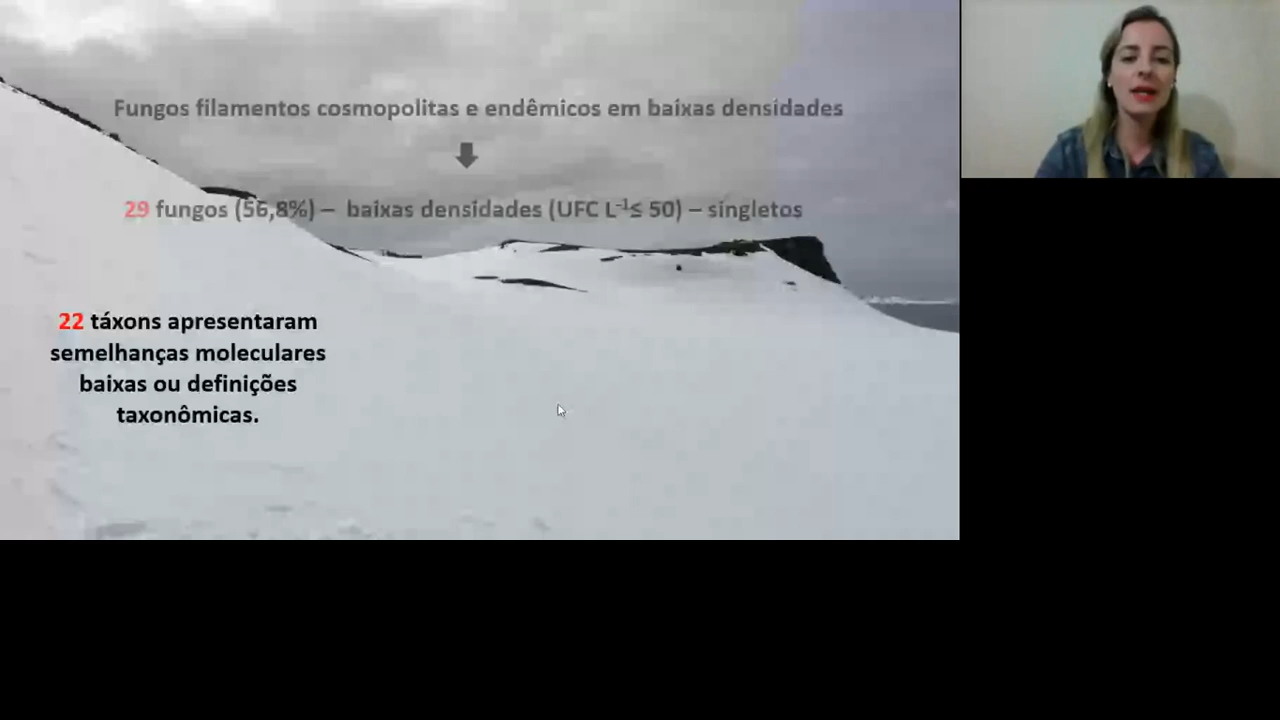 Fungos filamentos cosmopolitas e endêmicos em baixas densidades
29 fungos (56,8%) – baixas densidades (UFC L⁻¹≤ 50) – singletos
22 táxons apresentaram
semelhanças moleculares
baixas ou definições
taxonômicas.